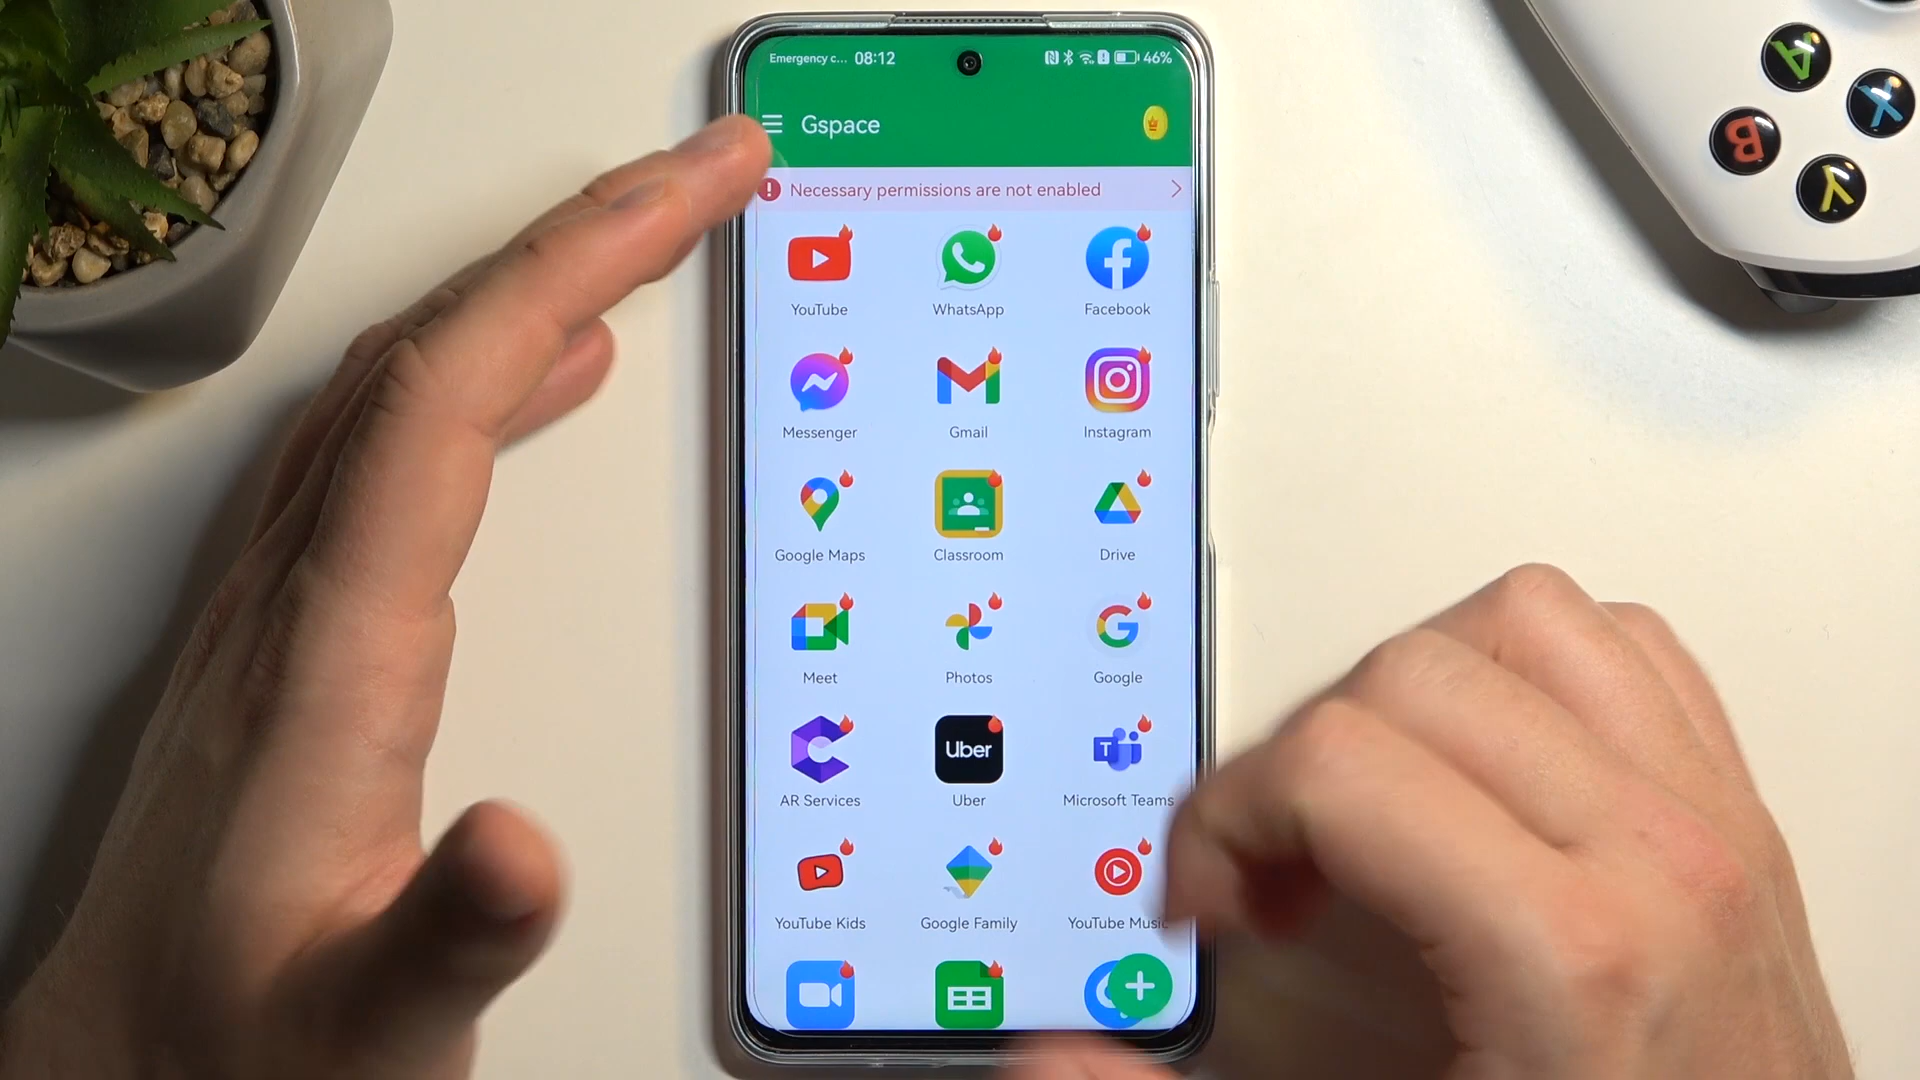 Emergency c... 08:12 46%
Gspace
Necessary permissions are not enabled
YouTube WhatsApp Facebook
Messenger Gmail Instagram
Google Maps Classroom Drive
Meet Photos Google
Uber
AR Services Uber Microsoft Teams
YouTube Kids Google Family YouTube Music
A
X
B
Y